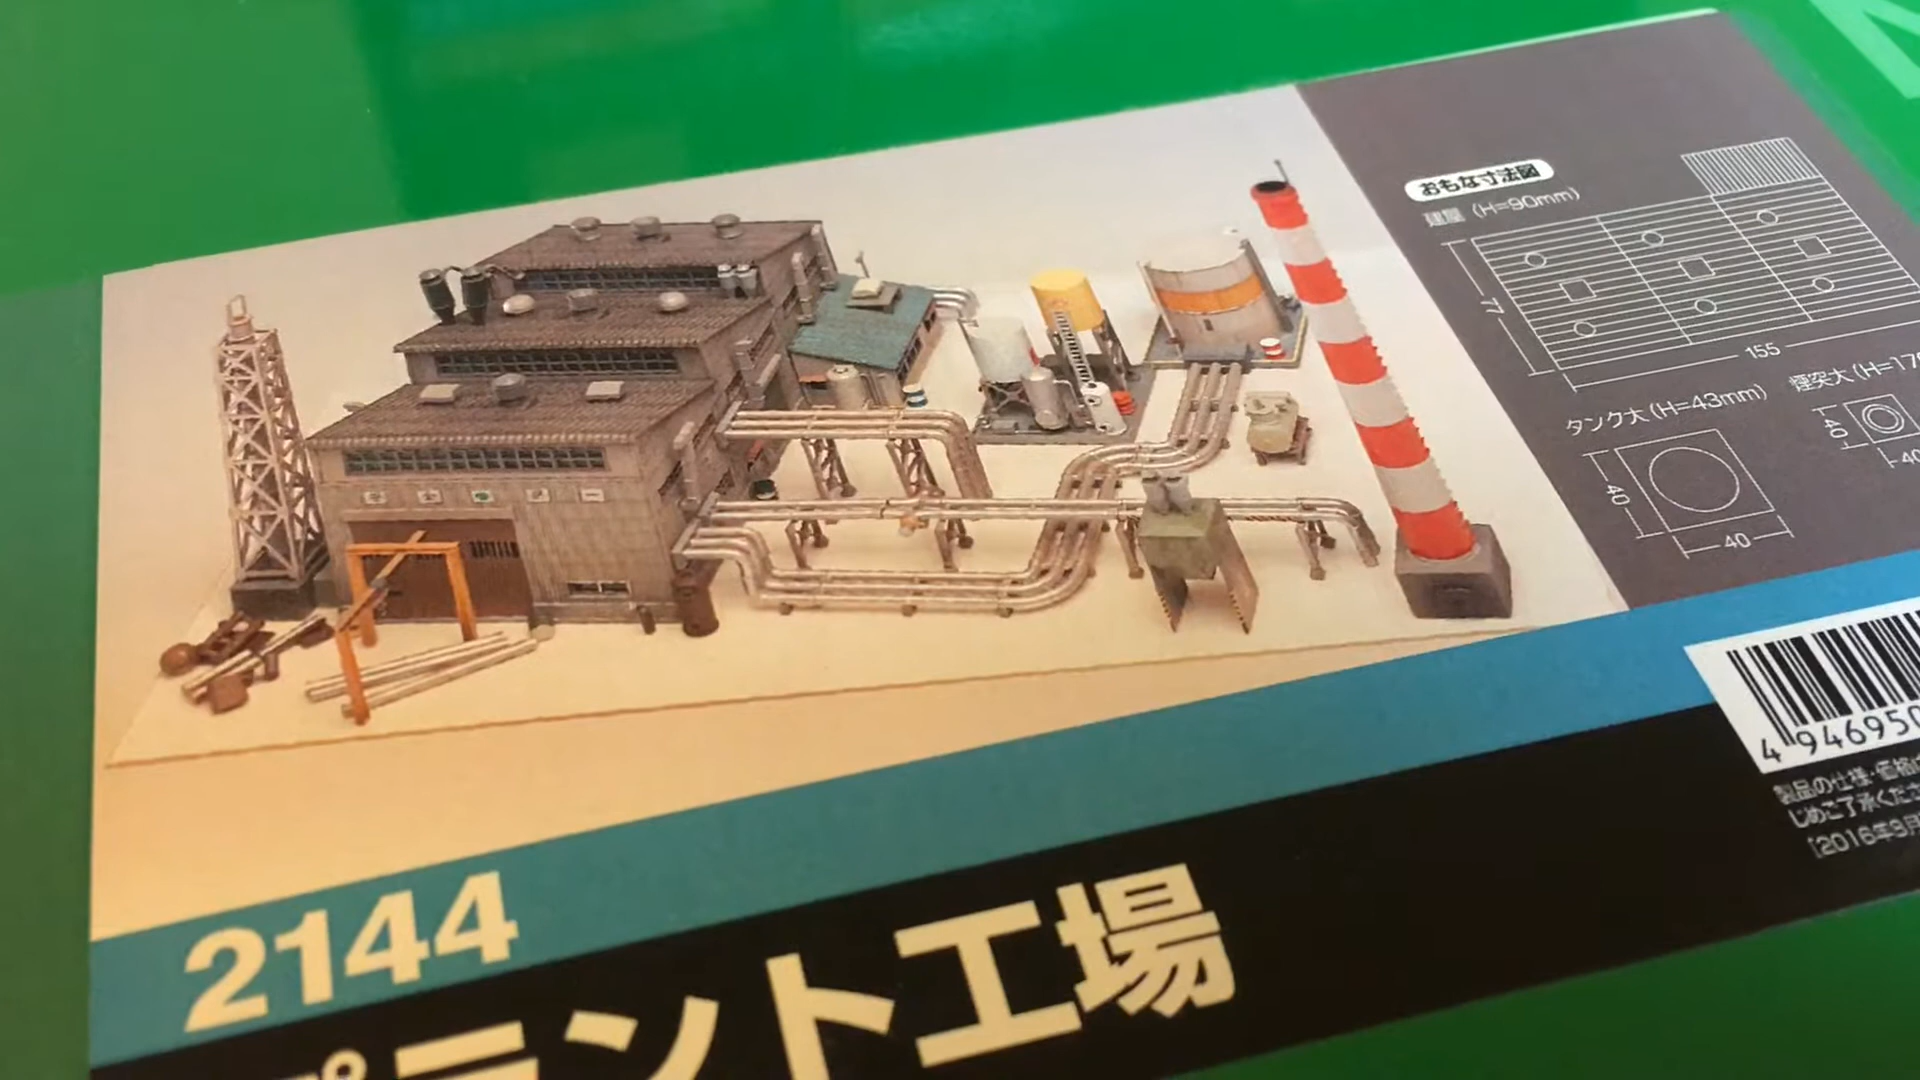 おもな寸法図
建屋 (H=90mm)
77
155
タンク大 (H=43mm)
煙突大 (H=17
40
40
40
40
2144
プラント工場
4 946950
製品の仕様・価格
じめご了承くださ
[2016年9月